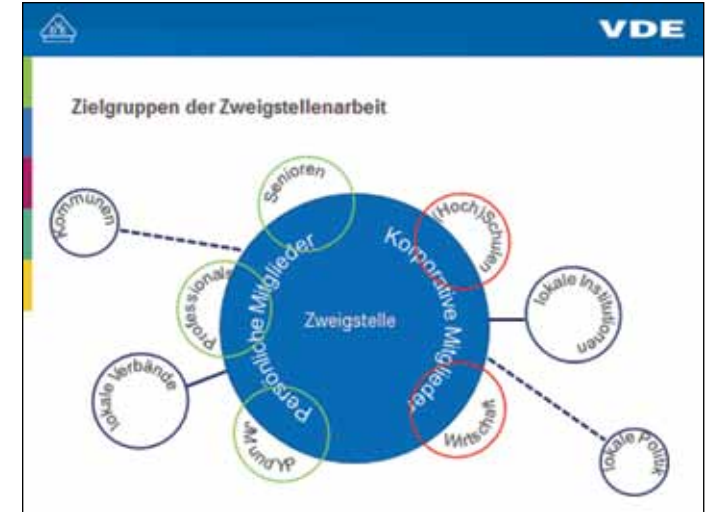 VDE
Zielgruppen der Zweigstellenarbeit
Senioren
Kommunen
(Hoch)Schulen
Persönliche Mitglieder
Korporative Mitglieder
Professionals
lokale Institutionen
Zweigstelle
lokale Verbände
Wirtschaft
YP und JM
lokale Politik